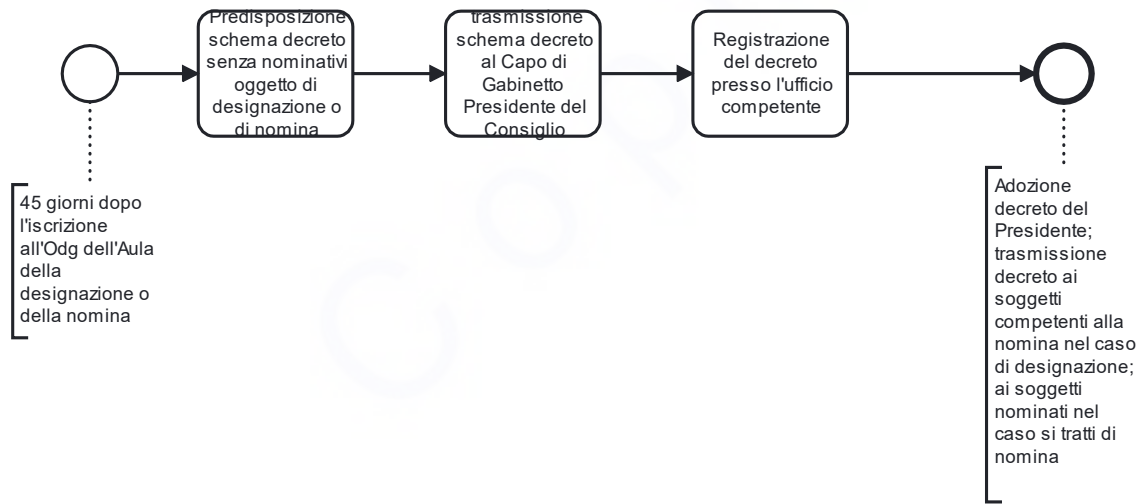 Predisposizione
schema decreto
senza nominativi
oggetto di
designazione o
di nomina
trasmissione
schema decreto
al Capo di
Gabinetto
Presidente del
Consiglio
Registrazione
del decreto
presso l'ufficio
competente
45 giorni dopo
l'iscrizione
all'Odg dell'Aula
della
designazione o
della nomina
Adozione
decreto del
Presidente;
trasmissione
decreto ai
soggetti
competenti alla
nomina nel caso
di designazione;
ai soggetti
nominati nel
caso si tratti di
nomina